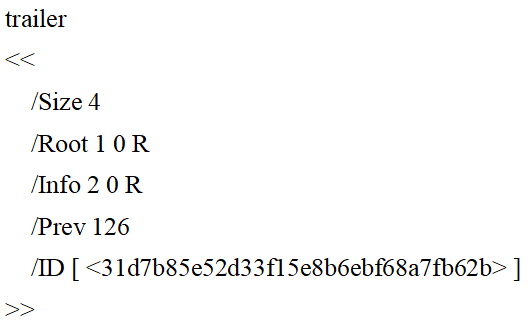 trailer
<<
/Size 4
/Root 1 0 R
/Info 2 0 R
/Prev 126
/ID [ <31d7b85e52d33f15e8b6ebf68a7fb62b> ]
>>